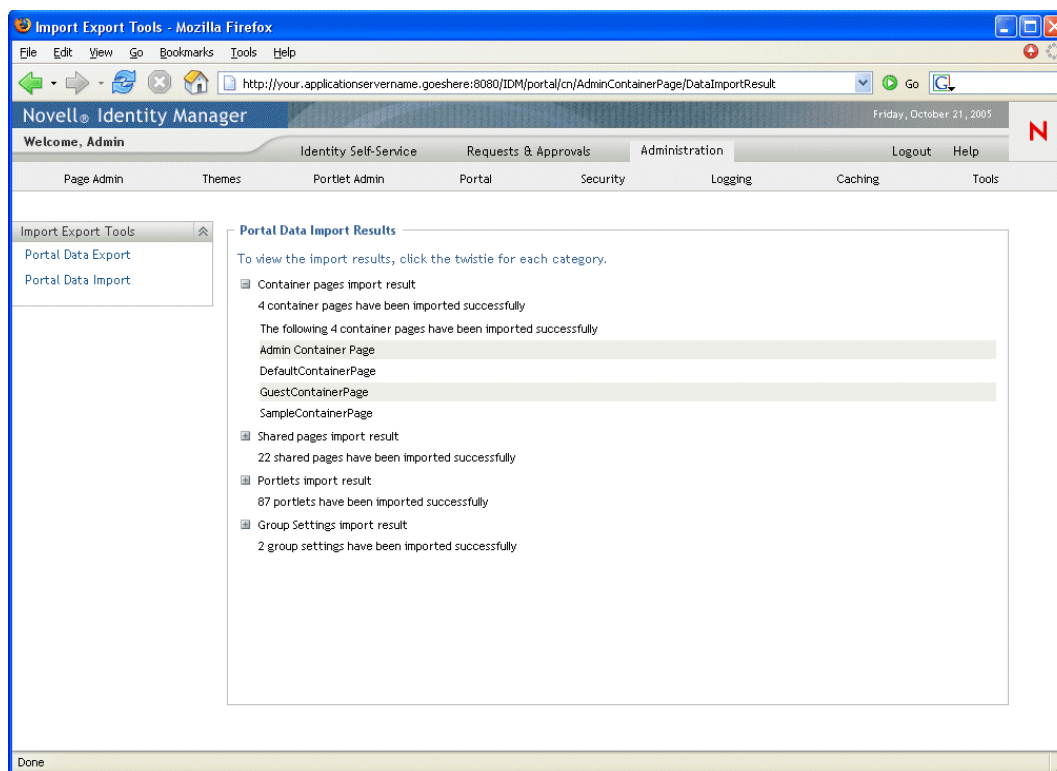 Import Export Tools - Mozilla Firefox
File Edit View Go Bookmarks Tools Help
http://your.applicationservername.goeshere:8080/IDM/portal/cn/AdminContainerPage/DataImportResult Go G
Novell® Identity Manager Friday, October 21, 2005 N
Welcome, Admin Identity Self-Service Requests & Approvals Administration Logout Help
Page Admin Themes Portlet Admin Portal Security Logging Caching Tools
Import Export Tools
Portal Data Export
Portal Data Import
Portal Data Import Results
To view the import results, click the twistie for each category.
Container pages import result
4 container pages have been imported successfully
The following 4 container pages have been imported successfully
Admin Container Page
DefaultContainerPage
GuestContainerPage
SampleContainerPage
Shared pages import result
22 shared pages have been imported successfully
Portlets import result
87 portlets have been imported successfully
Group Settings import result
2 group settings have been imported successfully
Done